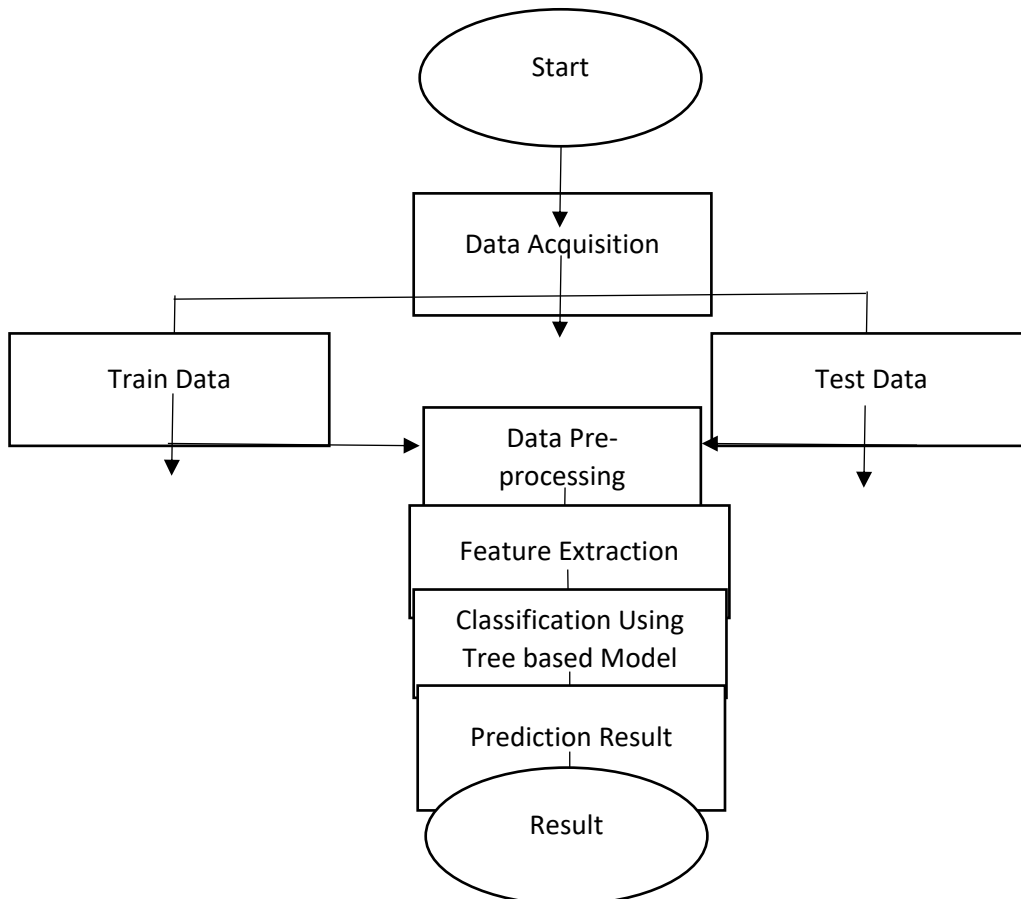 Start
Data Acquisition
Train Data
Test Data
Data Pre-
processing
Feature Extraction
Classification Using
Tree based Model
Prediction Result
Result